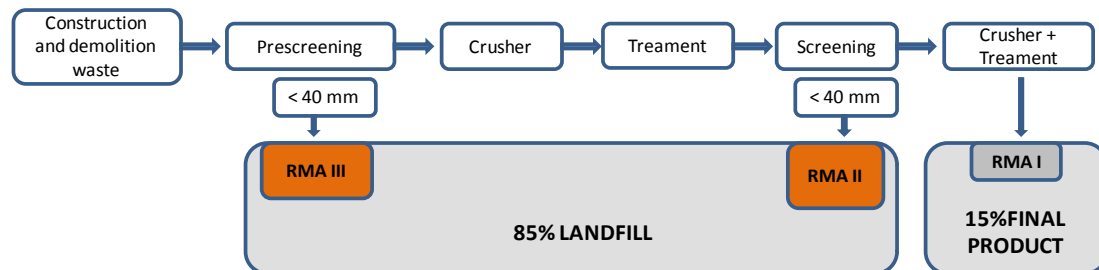 Construction
and demolition
waste
Prescreening
Crusher
Treament
Screening
Crusher +
Treament
< 40 mm
< 40 mm
RMA III
RMA II
RMA I
85% LANDFILL
15%FINAL
PRODUCT